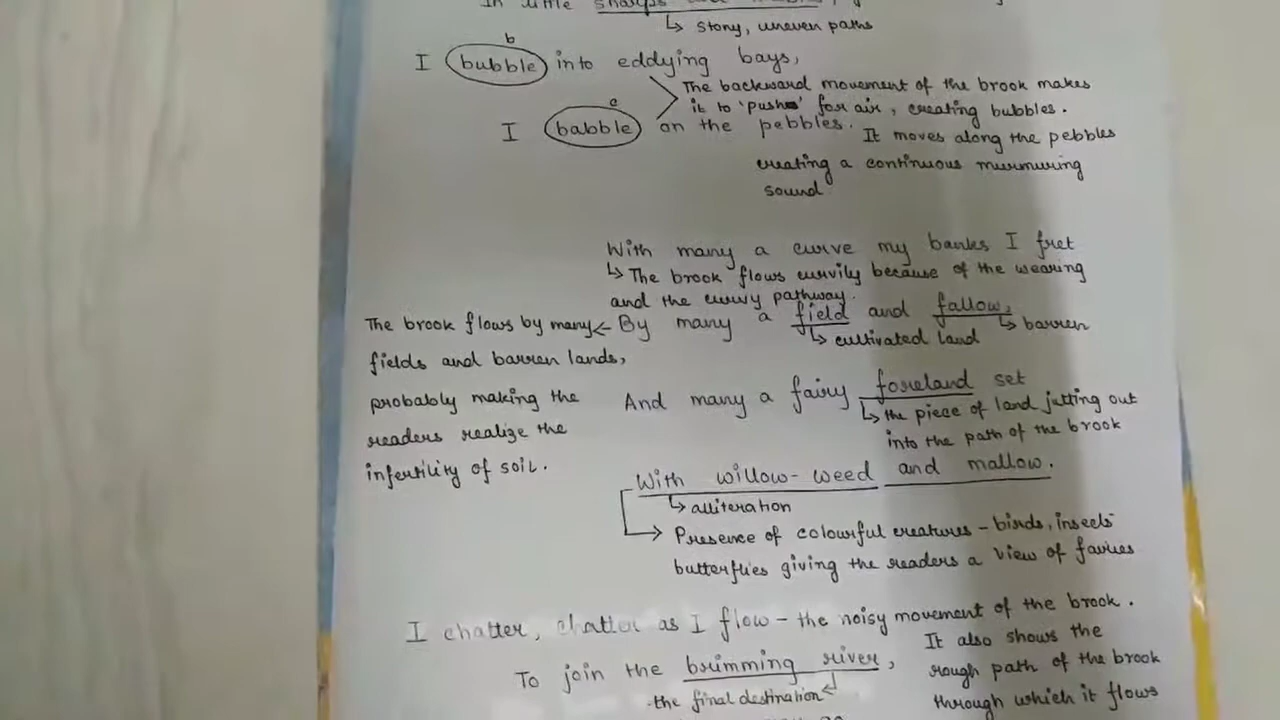 In little sharps
↳ stony, uneven paths
b
I bubble into eddying bays,
The backward movement of the brook makes
it to 'push' for air, creating bubbles.
c
I babble on the pebbles.
It moves along the pebbles
creating a continuous murmuring
sound
With many a curve my banks I fret
↳ The brook flows curvily because of the wearing
and the curvy pathway.
By many a field and fallow,
↳ cultivated land
↳ barren
The brook flows by many
fields and barren lands,
probably making the
readers realize the
infertility of soil.
And many a fairy foreland set
↳ the piece of land jutting out
into the path of the brook
With willow-weed and mallow.
↳ alliteration
→ Presence of colourful creatures - birds, insects
butterflies giving the readers a view of fairies
I chatter, chatter as I flow - the noisy movement of the brook.
It also shows the
rough path of the brook
through which it flows
To join the brimming river,
the final destination